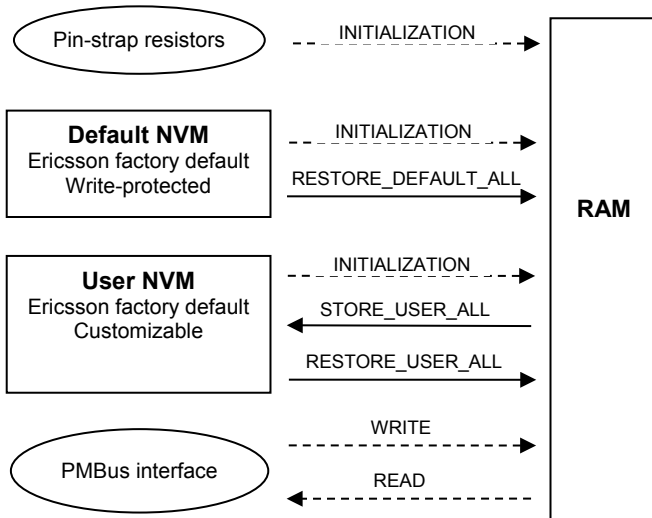 Pin-strap resistors
INITIALIZATION
Default NVM
Ericsson factory default
Write-protected
INITIALIZATION
RESTORE_DEFAULT_ALL
RAM
User NVM
Ericsson factory default
Customizable
INITIALIZATION
STORE_USER_ALL
RESTORE_USER_ALL
PMBus interface
WRITE
READ